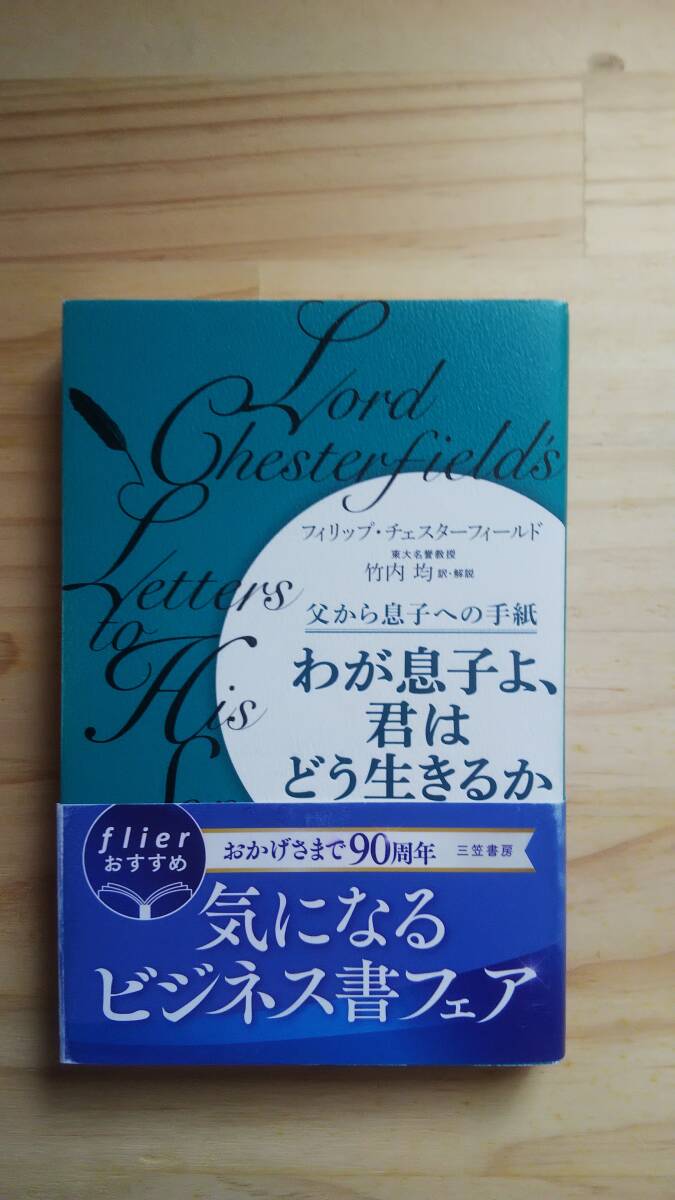 Lord
Chesterfield's
Letters
to
His
フィリップ・チェスターフィールド
東大名誉教授
竹内 均 訳・解説
父から息子への手紙
わが息子よ、
君は
どう生きるか
flier
おすすめ
おかげさまで90周年 三笠書房
気になる
ビジネス書フェア